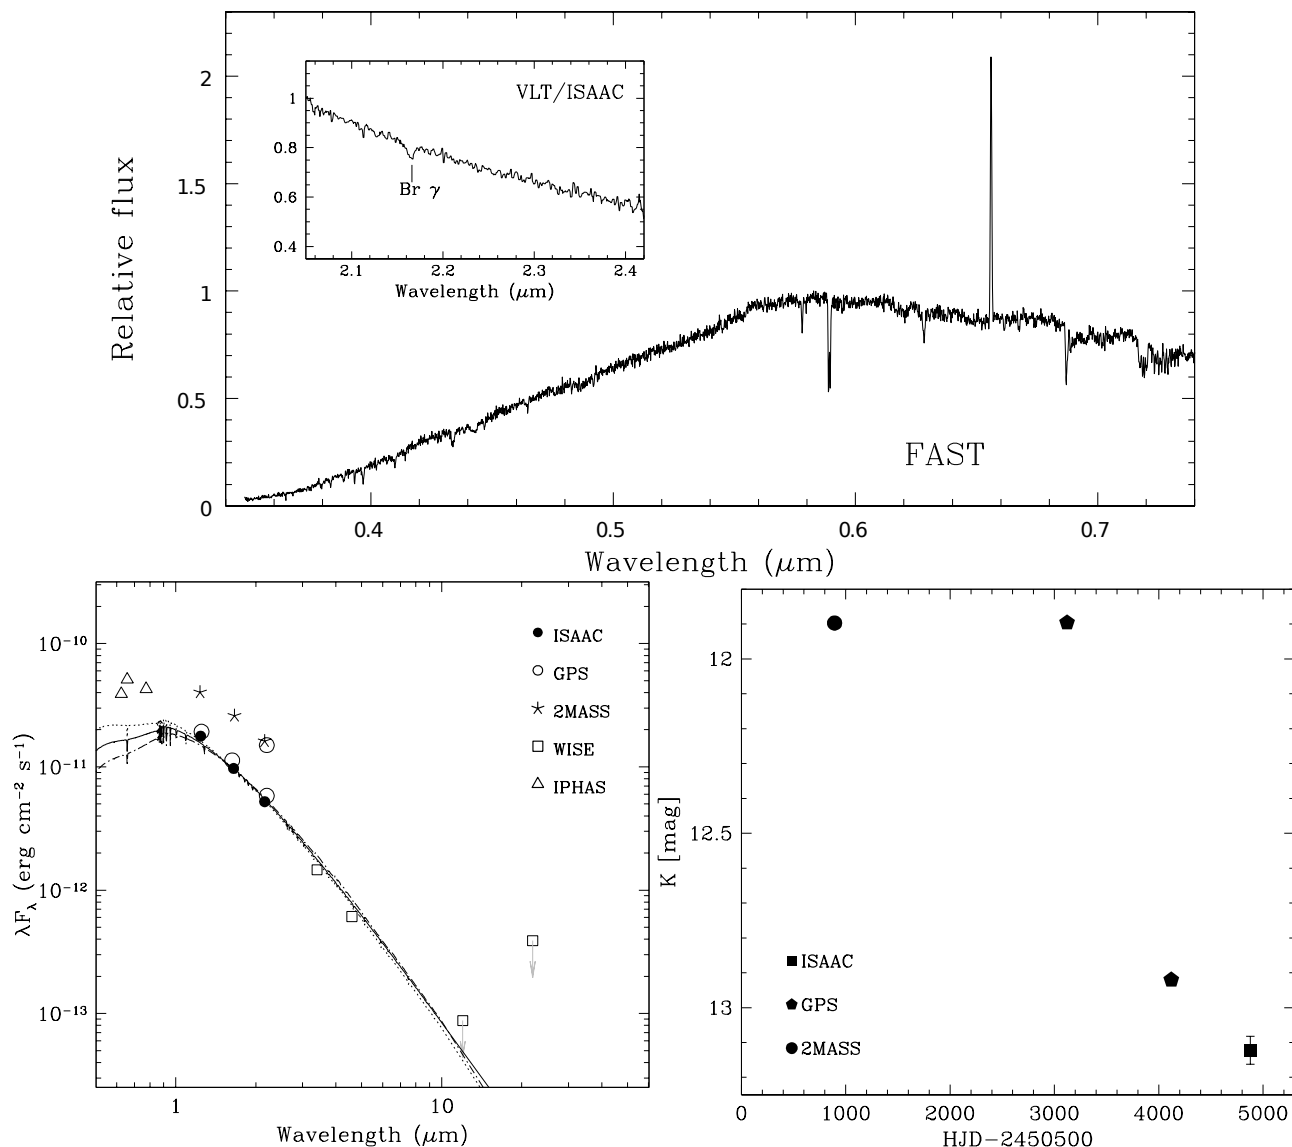 Relative flux
2
1.5
1
0.5
0
0.4
0.5
0.6
0.7
Wavelength (μm)
FAST
VLT/ISAAC
1
0.8
0.6
0.4
Br γ
2.1
2.2
2.3
2.4
Wavelength (μm)
λFλ (erg cm⁻² s⁻¹)
10⁻¹⁰
10⁻¹¹
10⁻¹²
10⁻¹³
ISAAC
GPS
2MASS
WISE
IPHAS
1
10
Wavelength (μm)
K [mag]
12
12.5
13
ISAAC
GPS
2MASS
0
1000
2000
3000
4000
5000
HJD-2450500